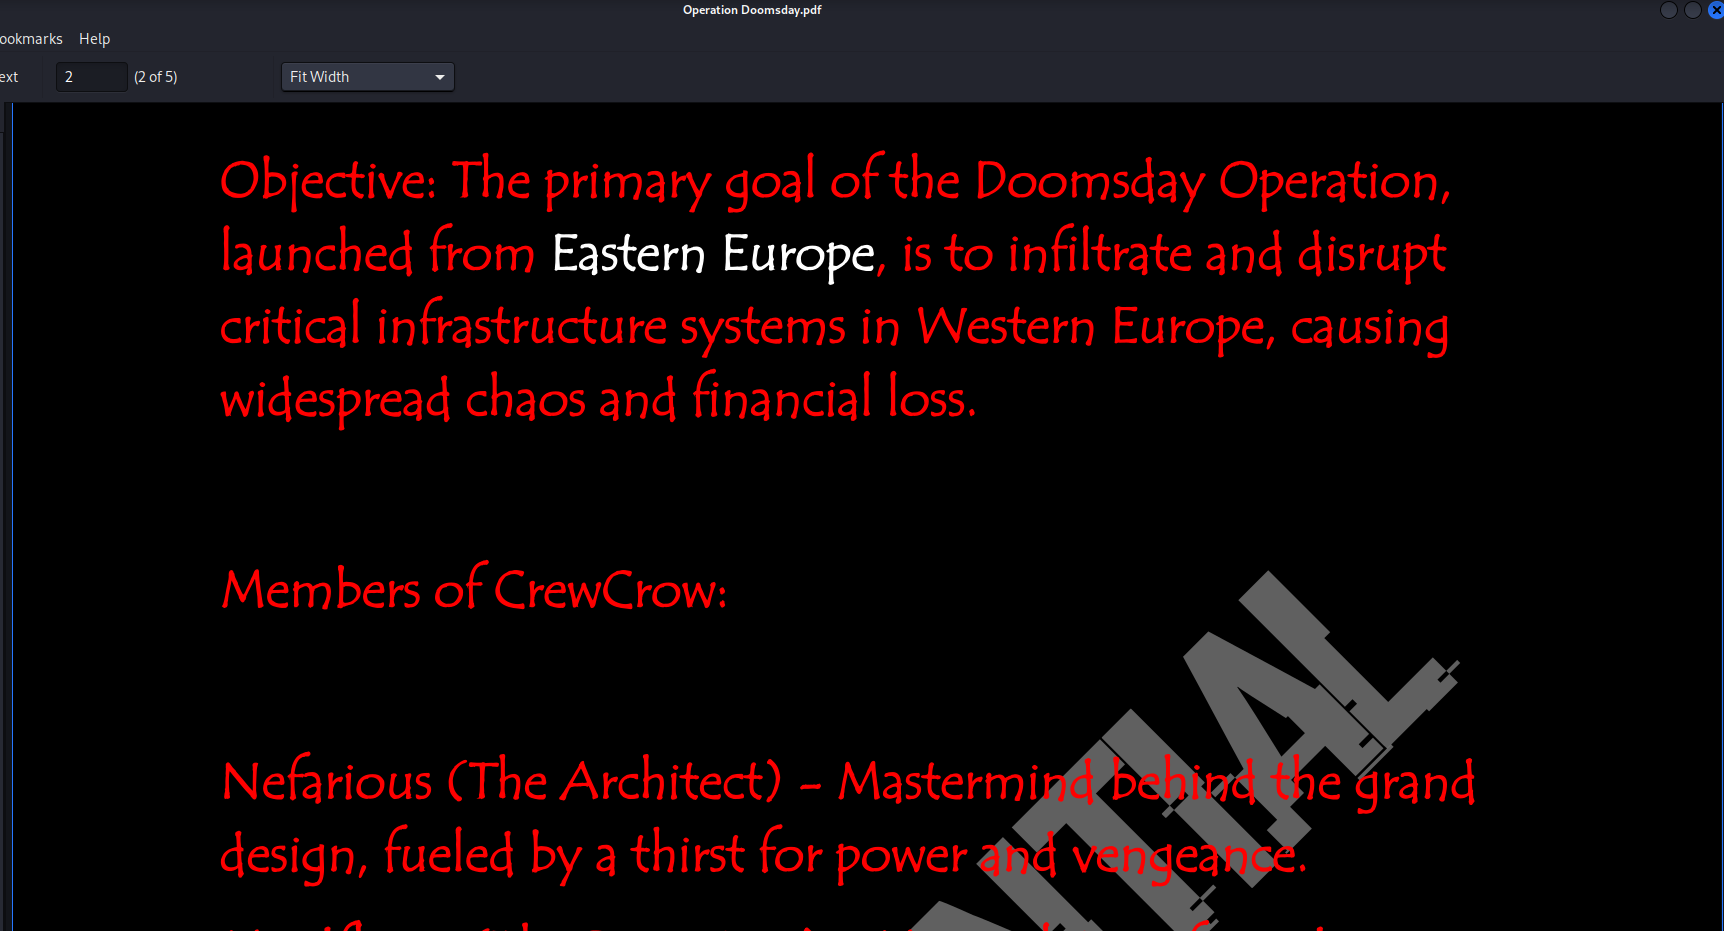 Operation Doomsday.pdf
ookmarks Help
ext 2 (2 of 5) Fit Width
Objective: The primary goal of the Doomsday Operation,
launched from Eastern Europe, is to infiltrate and disrupt
critical infrastructure systems in Western Europe, causing
widespread chaos and financial loss.
Members of CrewCrow:
Nefarious (The Architect) – Mastermind behind the grand
design, fueled by a thirst for power and vengeance.
NTIAL